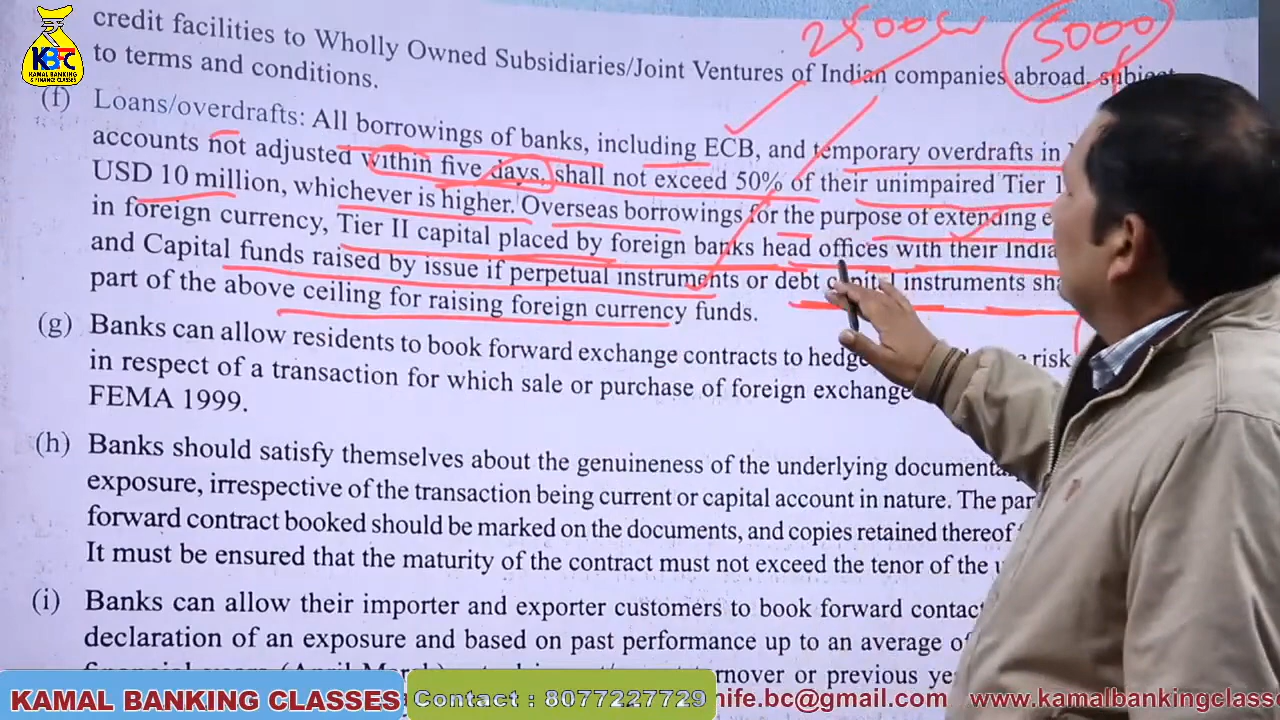 2500 5000
KBC
KAMAL BANKING
& FINANCE CLASSES
credit facilities to Wholly Owned Subsidiaries/Joint Ventures of Indian companies abroad, subject
to terms and conditions.
(f) Loans/overdrafts: All borrowings of banks, including ECB, and temporary overdrafts in
accounts not adjusted within five days, shall not exceed 50% of their unimpaired Tier 1
USD 10 million, whichever is higher. Overseas borrowings for the purpose of extending
in foreign currency, Tier II capital placed by foreign banks head offices with their India
and Capital funds raised by issue if perpetual instruments or debt capital instruments
part of the above ceiling for raising foreign currency funds.
(g) Banks can allow residents to book forward exchange contracts to hedge risk
in respect of a transaction for which sale or purchase of foreign exchange
FEMA 1999.
(h) Banks should satisfy themselves about the genuineness of the underlying
exposure, irrespective of the transaction being current or capital account in nature. The
forward contract booked should be marked on the documents, and copies retained thereof
It must be ensured that the maturity of the contract must not exceed the tenor of the
(i) Banks can allow their importer and exporter customers to book forward
declaration of an exposure and based on past performance up to an average
or previous
KAMAL BANKING CLASSES Contact : 8077227729 nife.bc@gmail.com www.kamalbankingclasse